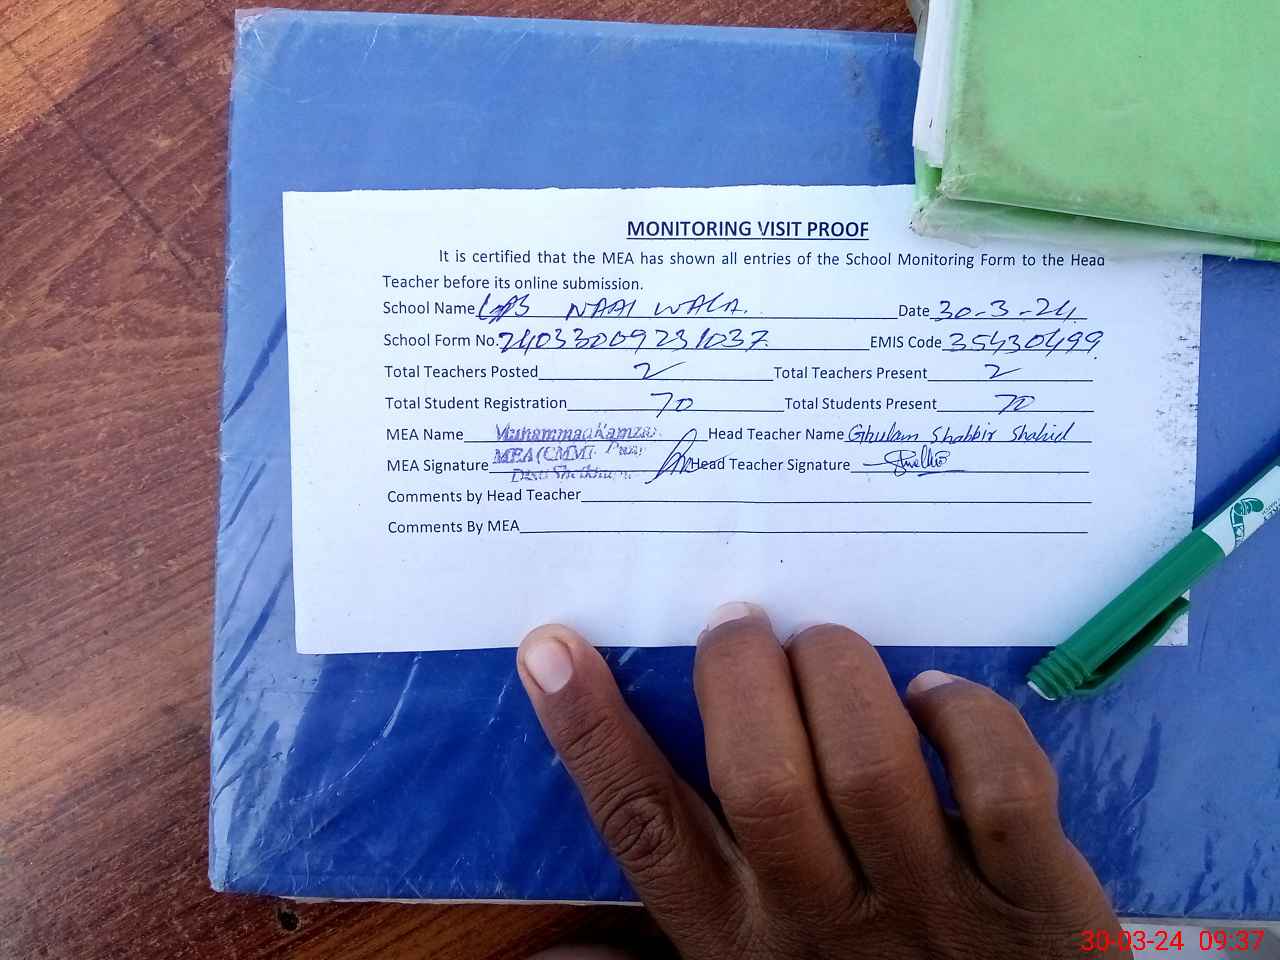 MONITORING VISIT PROOF
It is certified that the MEA has shown all entries of the School Monitoring Form to the Head
Teacher before its online submission.
School Name GPS NAAI WALA. Date 30-3-24
School Form No. 24033009231037 EMIS Code 35430499
Total Teachers Posted 2 Total Teachers Present 2
Total Student Registration 70 Total Students Present 70
MEA Name Muhammad Head Teacher Name Ghulam Shabbir Shahid
MEA Signature MEA (CMMF Head Teacher Signature
Comments by Head Teacher
Comments By MEA
30-03-24 09:37